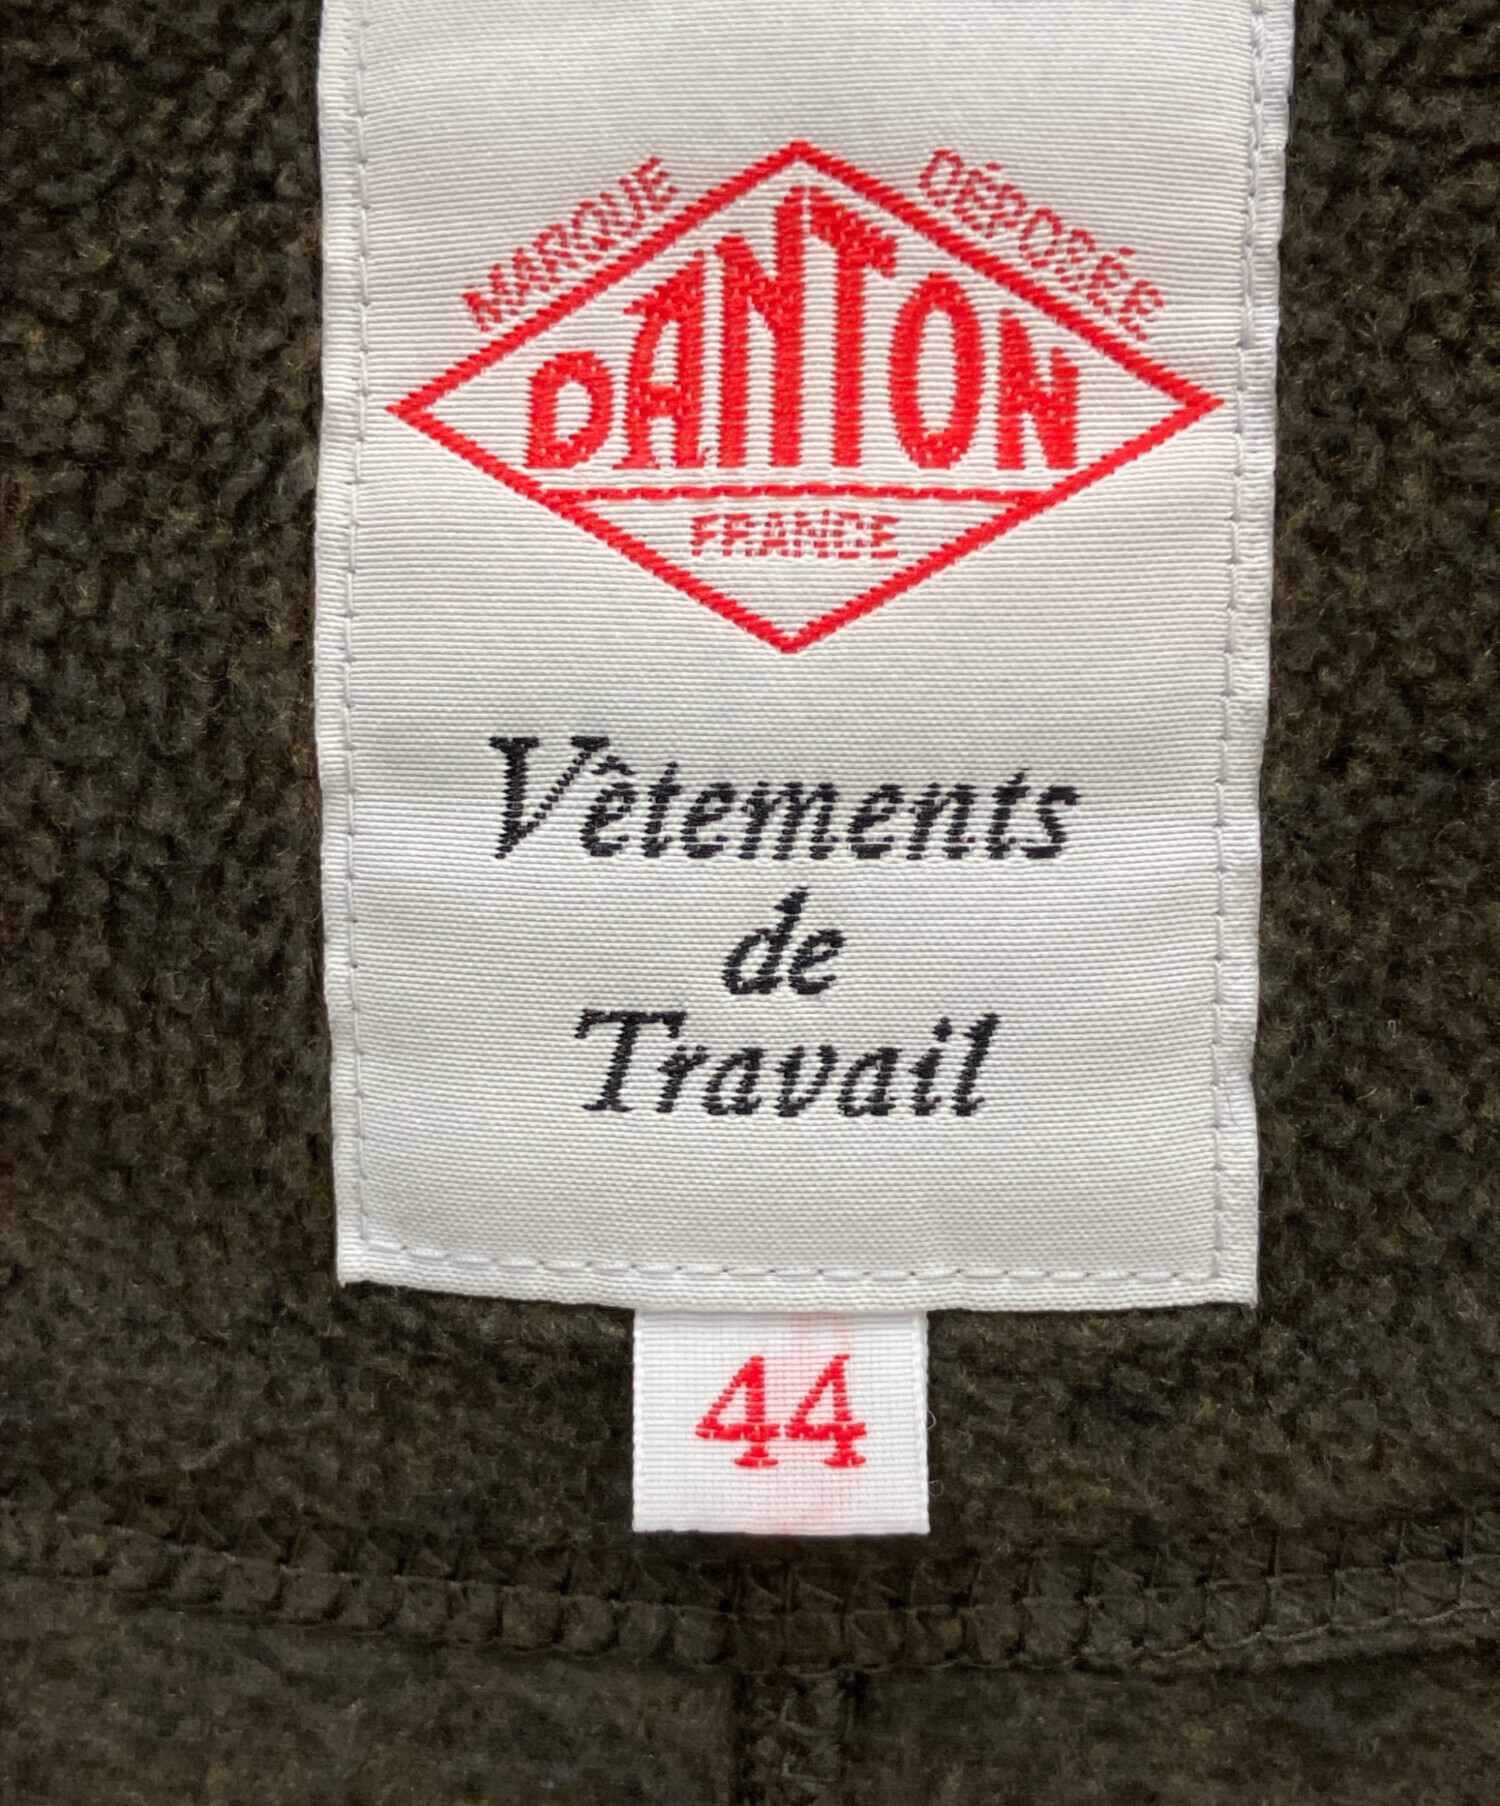 MARQUE DÉPOSÉE
DANTON
FRANCE
Vêtements
de
Travail
44